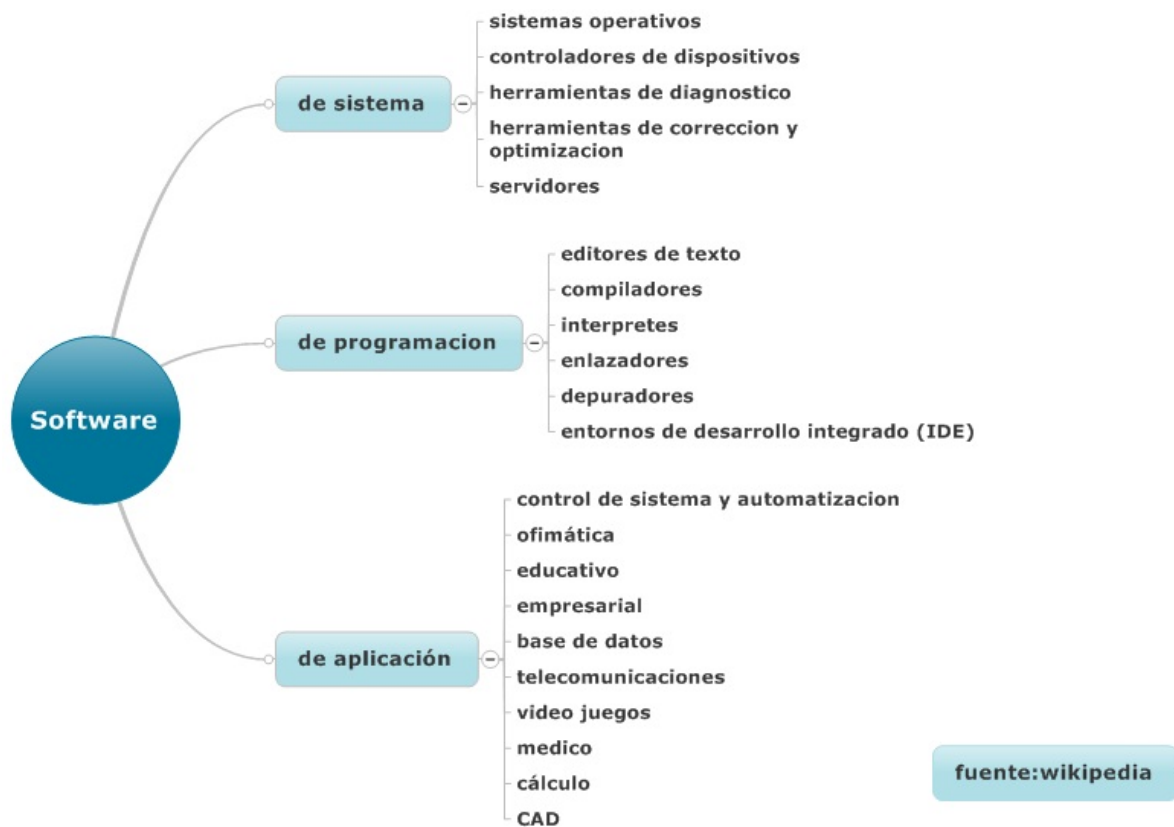 Software
de sistema
sistemas operativos
controladores de dispositivos
herramientas de diagnostico
herramientas de correccion y
optimizacion
servidores
de programacion
editores de texto
compiladores
interpretes
enlazadores
depuradores
entornos de desarrollo integrado (IDE)
de aplicación
control de sistema y automatizacion
ofimática
educativo
empresarial
base de datos
telecomunicaciones
video juegos
medico
cálculo
CAD
fuente:wikipedia